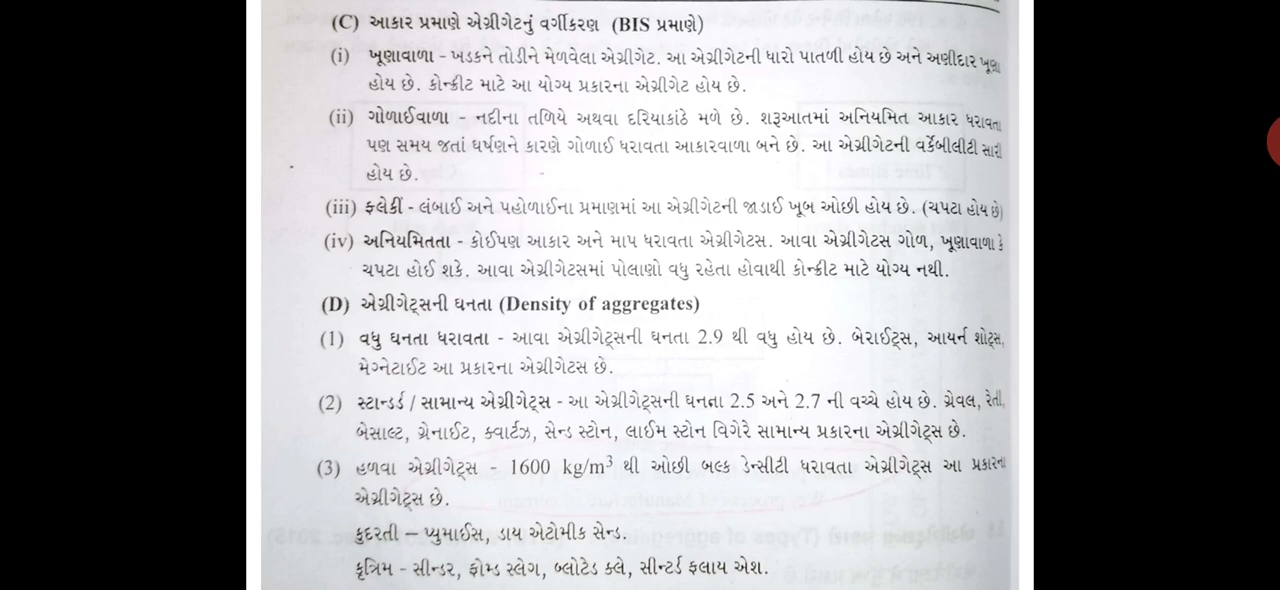 (C) આકાર પ્રમાણે એગ્રીગેટનું વર્ગીકરણ (BIS પ્રમાણે)
(i) ખૂણાવાળા - ખડકને તોડીને મેળવેલા એગ્રીગેટ. આ એગ્રીગેટની ધારો પાતળી હોય છે અને અણીદાર ખૂણા
હોય છે. કોન્ક્રીટ માટે આ યોગ્ય પ્રકારના એગ્રીગેટ હોય છે.
(ii) ગોળાઈવાળા - નદીના તળિયે અથવા દરિયાકાંઠે મળે છે. શરૂઆતમાં અનિયમિત આકાર ધરાવતા
પણ સમય જતાં ઘર્ષણને કારણે ગોળાઈ ધરાવતા આકારવાળા બને છે. આ એગ્રીગેટની વર્કેબીલીટી સારી
હોય છે.
(iii) ફ્લેકી - લંબાઈ અને પહોળાઈના પ્રમાણમાં આ એગ્રીગેટની જાડાઈ ખૂબ ઓછી હોય છે. (ચપટા હોય છે)
(iv) અનિયમિતતા - કોઈપણ આકાર અને માપ ધરાવતા એગ્રીગેટસ. આવા એગ્રીગેટસ ગોળ, ખૂણાવાળા કે
ચપટા હોઈ શકે. આવા એગ્રીગેટસમાં પોલાણો વધુ રહેતા હોવાથી કોન્ક્રીટ માટે યોગ્ય નથી.
(D) એગ્રીગેટ્સની ઘનતા (Density of aggregates)
(1) વધુ ઘનતા ધરાવતા - આવા એગ્રીગેટ્સની ઘનતા 2.9 થી વધુ હોય છે. બેરાઈટ્સ, આયર્ન શોટ્સ,
મેગ્નેટાઈટ આ પ્રકારના એગ્રીગેટસ છે.
(2) સ્ટાન્ડર્ડ / સામાન્ય એગ્રીગેટ્સ - આ એગ્રીગેટ્સની ઘનતા 2.5 અને 2.7 ની વચ્ચે હોય છે. ગ્રેવલ, રેતી,
બેસાલ્ટ, ગ્રેનાઈટ, ક્વાર્ટઝ, સેન્ડ સ્ટોન, લાઈમ સ્ટોન વિગેરે સામાન્ય પ્રકારના એગ્રીગેટ્સ છે.
(3) હળવા એગ્રીગેટ્સ - 1600 kg/m³ થી ઓછી બલ્ક ડેન્સીટી ધરાવતા એગ્રીગેટ્સ આ પ્રકારના
એગ્રીગેટ્સ છે.
કુદરતી – પ્યુમાઈસ, ડાય એટોમીક સેન્ડ.
કૃત્રિમ - સીન્ડર, ફોમ્ડ સ્લેગ, બ્લોટેડ ક્લે, સીન્ટર્ડ ફલાય એશ.